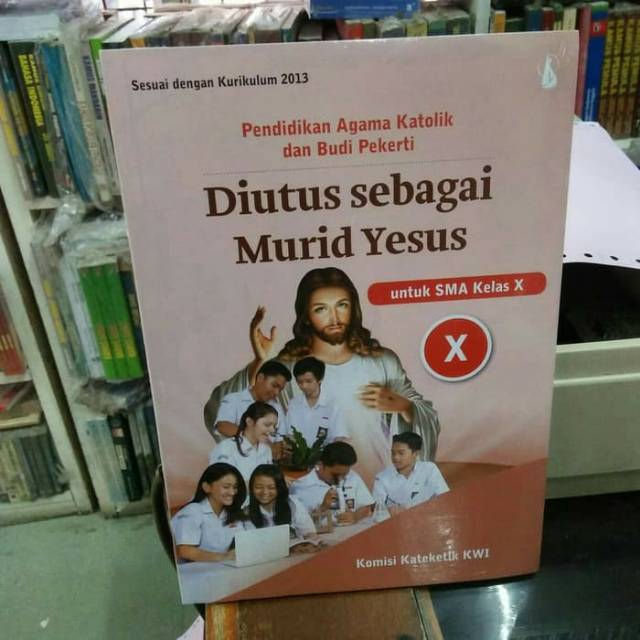 Sesuai dengan Kurikulum 2013
Pendidikan Agama Katolik
dan Budi Pekerti
Diutus sebagai
Murid Yesus
untuk SMA Kelas X
X
Komisi Kateketik KWI